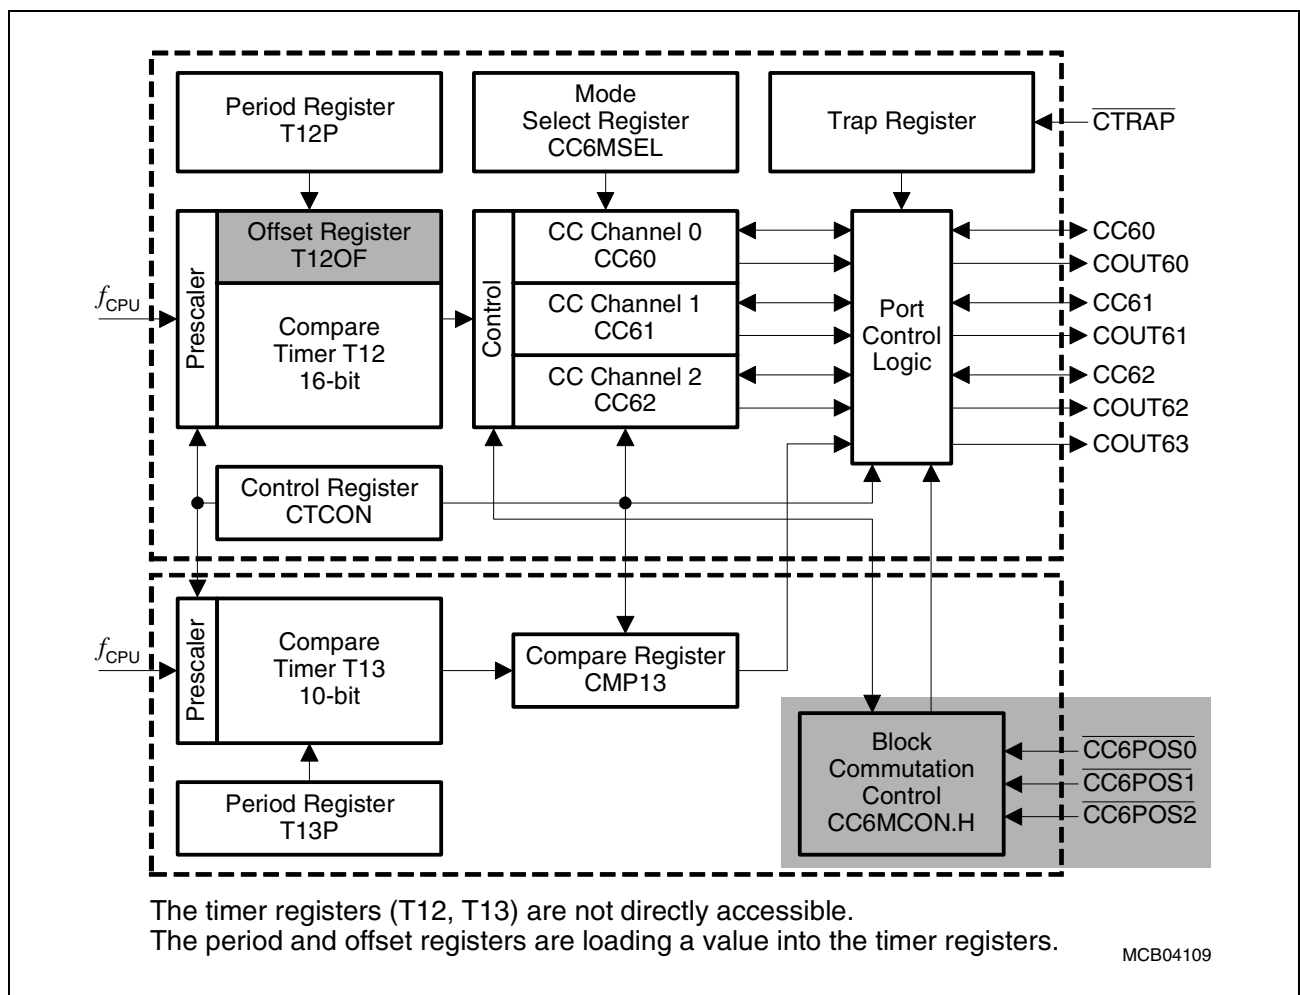 Period Register
T12P
Mode
Select Register
CC6MSEL
Trap Register
CTRAP
Offset Register
T12OF
Prescaler
fCPU
Compare
Timer T12
16-bit
Control
CC Channel 0
CC60
CC Channel 1
CC61
CC Channel 2
CC62
Port
Control
Logic
CC60
COUT60
CC61
COUT61
CC62
COUT62
COUT63
Control Register
CTCON
fCPU
Prescaler
Compare
Timer T13
10-bit
Compare Register
CMP13
Period Register
T13P
Block
Commutation
Control
CC6MCON.H
CC6POS0
CC6POS1
CC6POS2
The timer registers (T12, T13) are not directly accessible.
The period and offset registers are loading a value into the timer registers.
MCB04109